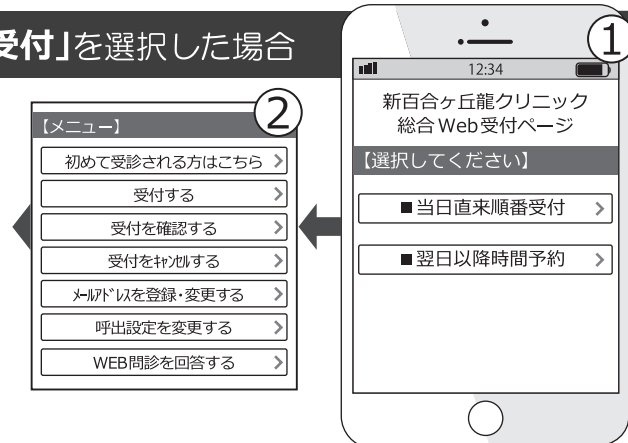 受付」を選択した場合
①
12:34
新百合ヶ丘龍クリニック
総合Web受付ページ
【選択してください】
■当日直来順番受付 >
■翌日以降時間予約 >
②
【メニュー】
初めて受診される方はこちら >
受付する >
受付を確認する >
受付をｷｬﾝｾﾙする >
ﾒｰﾙｱﾄﾞﾚｽを登録・変更する >
呼出設定を変更する >
WEB問診を回答する >